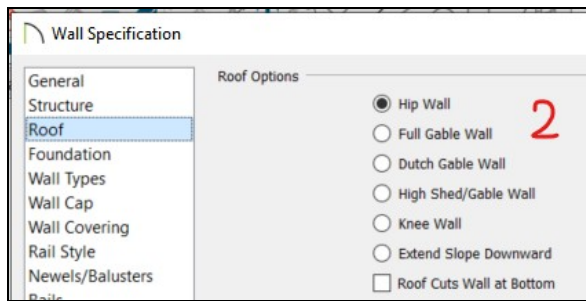 Wall Specification
General
Structure
Roof
Foundation
Wall Types
Wall Cap
Wall Covering
Rail Style
Newels/Balusters
Rails
Roof Options
Hip Wall
Full Gable Wall
Dutch Gable Wall
High Shed/Gable Wall
Knee Wall
Extend Slope Downward
Roof Cuts Wall at Bottom
2